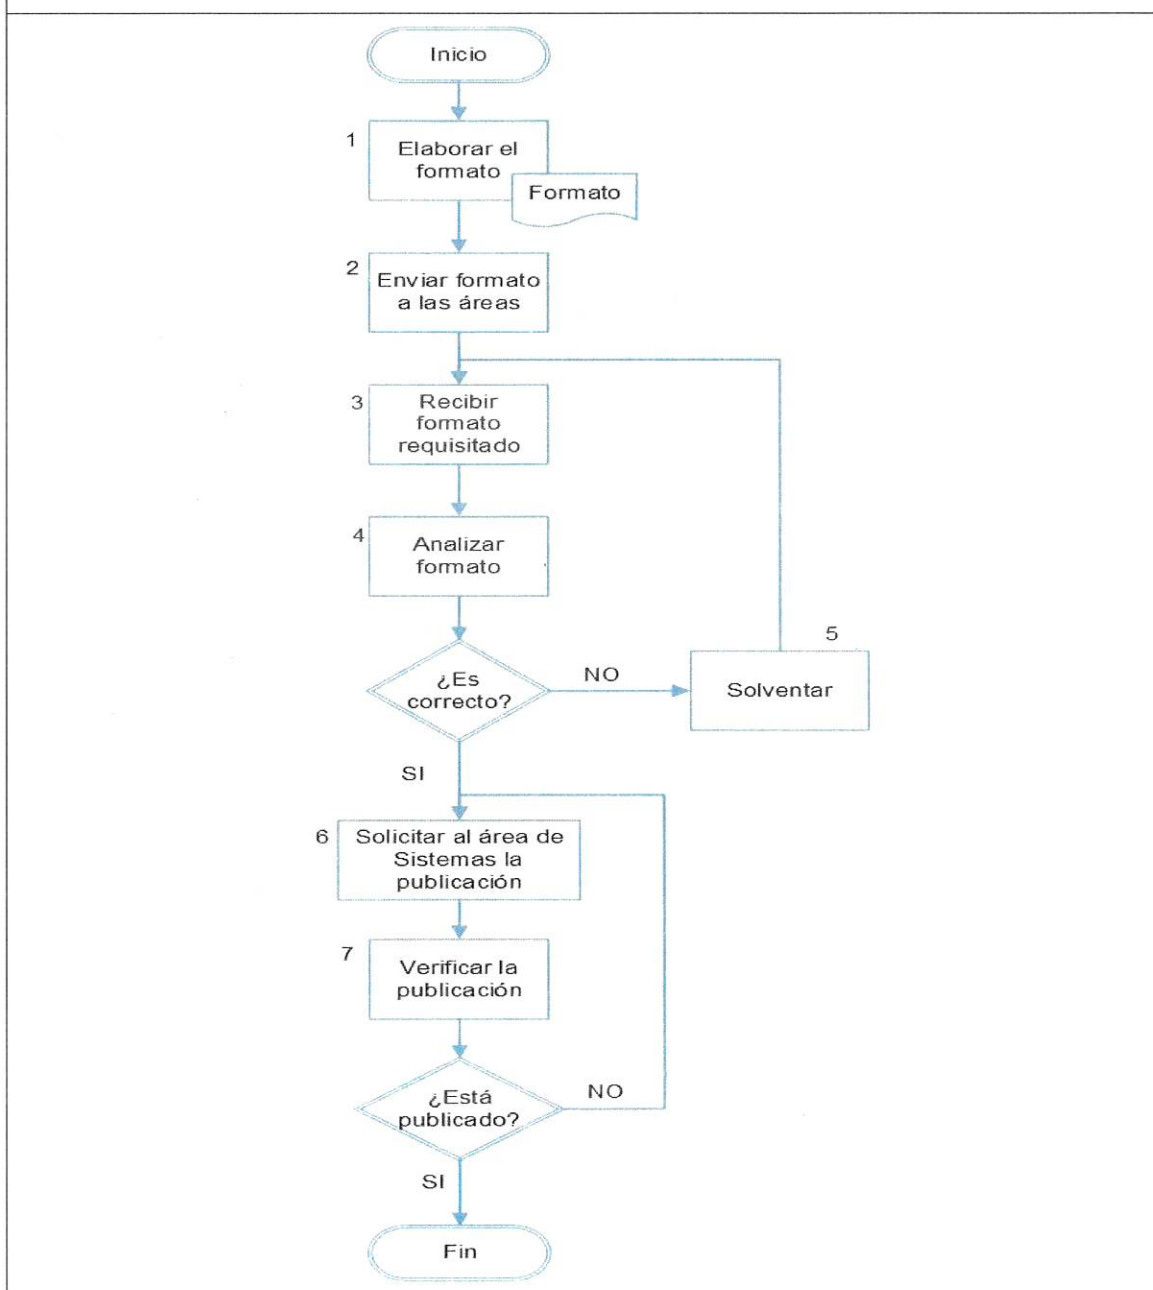 Inicio
1
Elaborar el
formato
Formato
2
Enviar formato
a las áreas
3
Recibir
formato
requisitado
4
Analizar
formato
¿Es
correcto?
NO
5
Solventar
SI
6
Solicitar al área de
Sistemas la
publicación
7
Verificar la
publicación
¿Está
publicado?
NO
SI
Fin